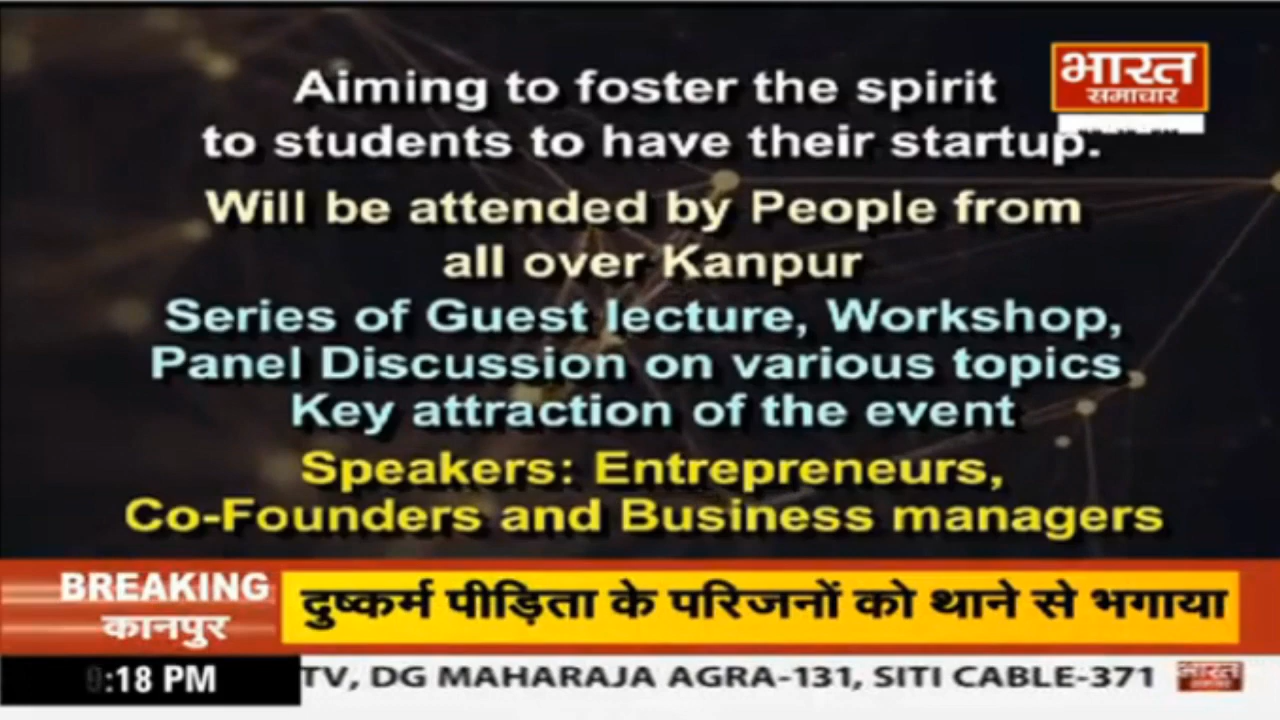 Aiming to foster the spirit
भारत
समाचार
to students to have their startup.
Will be attended by People from
all over Kanpur
Series of Guest lecture, Workshop,
Panel Discussion on various topics
Key attraction of the event
Speakers: Entrepreneurs,
Co-Founders and Business managers
BREAKING
कानपुर
दुष्कर्म पीड़िता के परिजनों को थाने से भगाया
:18 PM
TV, DG MAHARAJA AGRA-131, SITI CABLE-371
भारत
समाचार